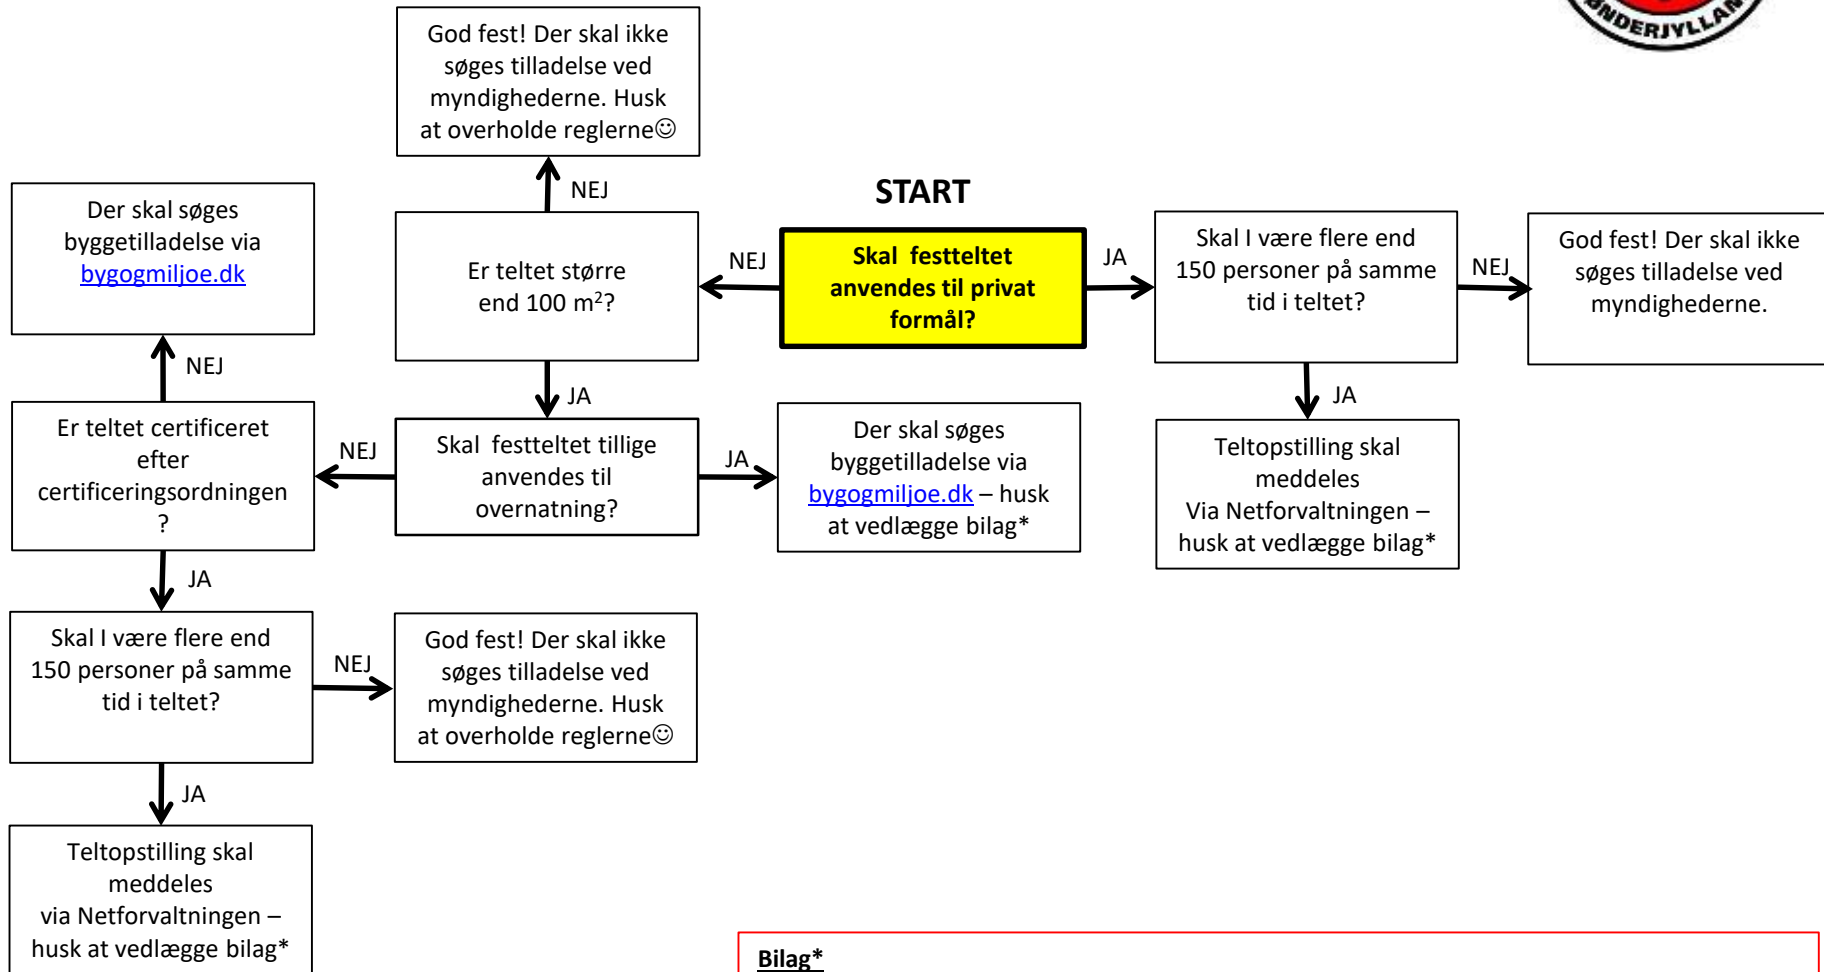 ØNDERJYLLAN
God fest! Der skal ikke
søges tilladelse ved
myndighederne. Husk
at overholde reglerne☺
NEJ
START
Skal festteltet
anvendes til privat
formål?
JA
Skal I være flere end
150 personer på samme
tid i teltet?
NEJ
God fest! Der skal ikke
søges tilladelse ved
myndighederne.
JA
Teltopstilling skal
meddeles
Via Netforvaltningen –
husk at vedlægge bilag*
NEJ
Er teltet større
end 100 m²?
JA
Skal festteltet tillige
anvendes til
overnatning?
JA
Der skal søges
byggetilladelse via
bygogmiljoe.dk – husk
at vedlægge bilag*
NEJ
Er teltet certificeret
efter
certificeringsordningen
?
NEJ
Der skal søges
byggetilladelse via
bygogmiljoe.dk
JA
Skal I være flere end
150 personer på samme
tid i teltet?
NEJ
God fest! Der skal ikke
søges tilladelse ved
myndighederne. Husk
at overholde reglerne☺
JA
Teltopstilling skal
meddeles
via Netforvaltningen –
husk at vedlægge bilag*
Bilag*